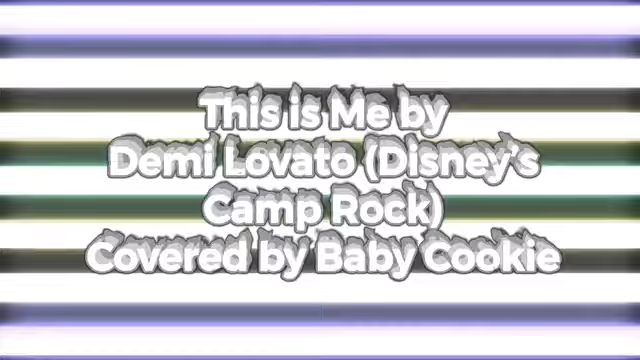 This is Me by
Demi Lovato (Disney's
Camp Rock)
Covered by Baby Cookie